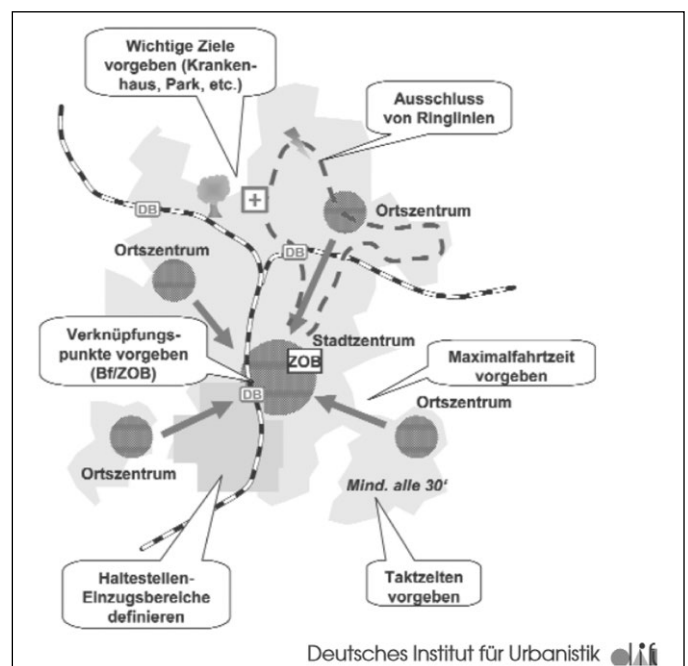 Wichtige Ziele
vorgeben (Kranken-
haus, Park, etc.)
Ausschluss
von Ringlinien
DB
Ortszentrum
Ortszentrum
DB
Verknüpfungs-
punkte vorgeben
(Bf/ZOB)
Stadtzentrum
ZOB
Maximalfahrtzeit
vorgeben
DB
Ortszentrum
Ortszentrum
Mind. alle 30'
Haltestellen-
Einzugsbereiche
definieren
Taktzeiten
vorgeben
Deutsches Institut für Urbanistik
difu